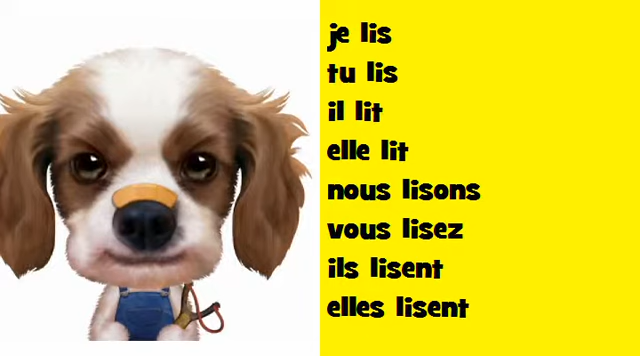 je lis
tu lis
il lit
elle lit
nous lisons
vous lisez
ils lisent
elles lisent